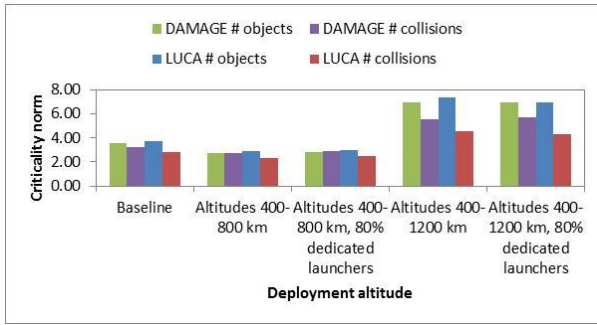 DAMAGE # objects
DAMAGE # collisions
LUCA # objects
LUCA # collisions
Criticality norm
8.00
6.00
4.00
2.00
0.00
Baseline
Altitudes 400-
800 km
Altitudes 400-
800 km, 80%
dedicated
launchers
Altitudes 400-
1200 km
Altitudes 400-
1200 km, 80%
dedicated
launchers
Deployment altitude